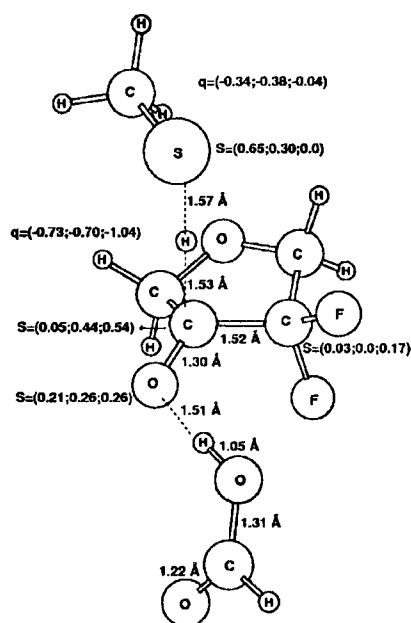 H
H
C
H
q=(-0.34;-0.38;-0.04)
S
S=(0.65;0.30;0.0)
1.57 Å
H
q=(-0.73;-0.70;-1.04)
H
O
C
H
H
1.53 Å
C
S=(0.05;0.44;0.54)
C
1.52 Å
C
F
H
S=(0.03;0.0;0.17)
1.30 Å
O
F
S=(0.21;0.26;0.26)
1.51 Å
H
1.05 Å
O
1.31 Å
C
1.22 Å
O
H